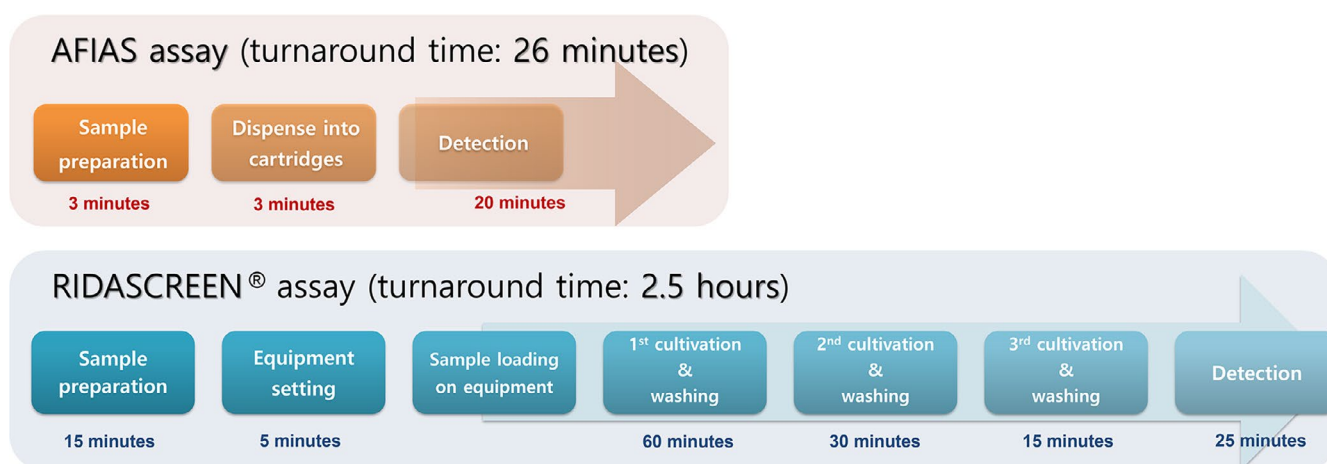 AFIAS assay (turnaround time: 26 minutes)
Sample
preparation
Dispense into
cartridges
Detection
3 minutes
3 minutes
20 minutes
RIDASCREEN® assay (turnaround time: 2.5 hours)
Sample
preparation
Equipment
setting
Sample loading
on equipment
1st cultivation
&
washing
2nd cultivation
&
washing
3rd cultivation
&
washing
Detection
15 minutes
5 minutes
60 minutes
30 minutes
15 minutes
25 minutes